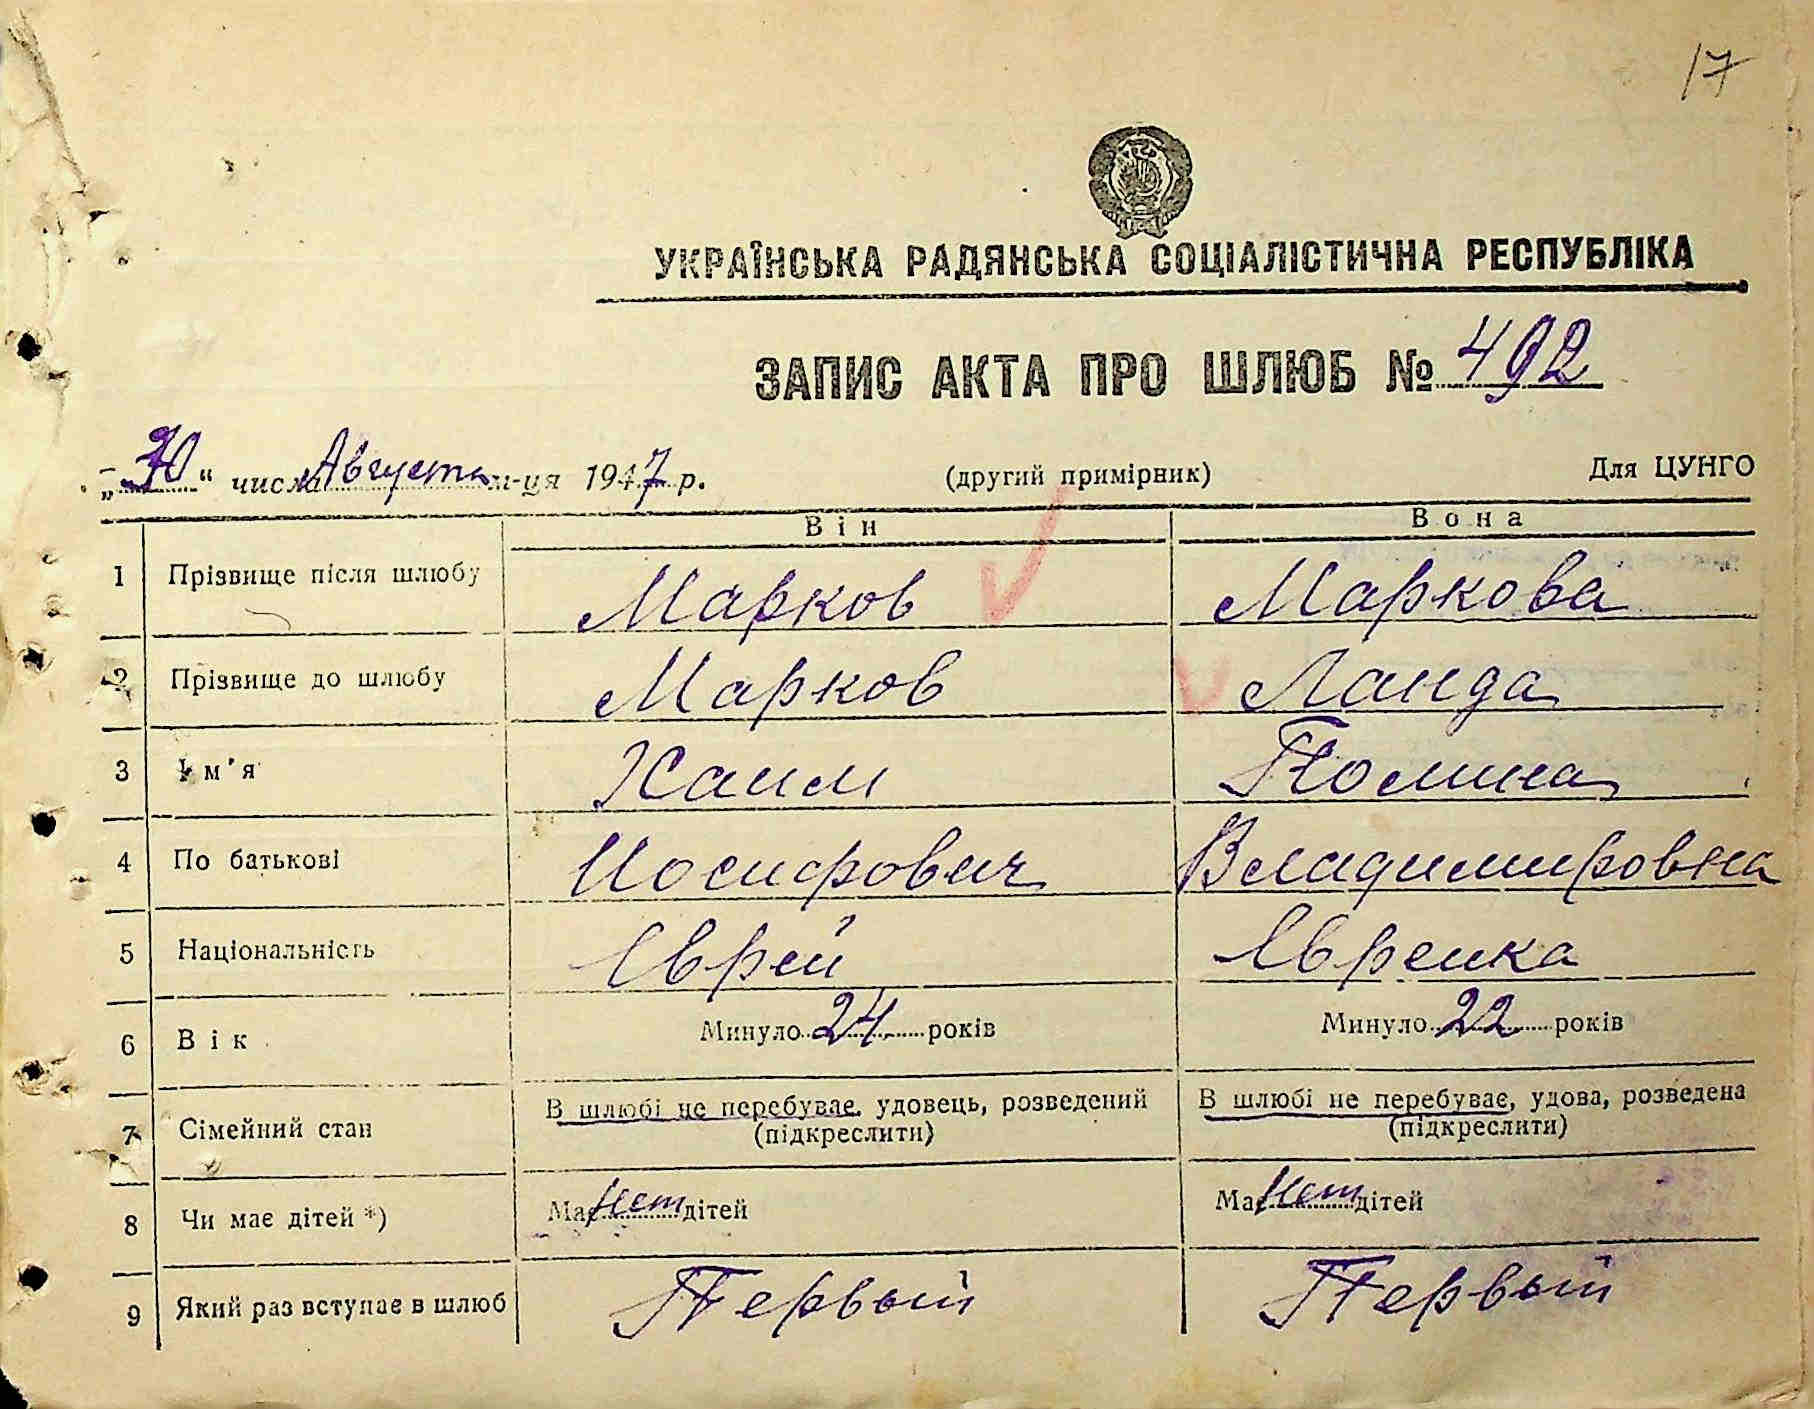 17
УКРАЇНСЬКА РАДЯНСЬКА СОЦІАЛІСТИЧНА РЕСПУБЛІКА
ЗАПИС АКТА ПРО ШЛЮБ № 492
„30“ числа Августа м-ця 1947 р. (другий примірник) Для ЦУНГО
Він Вона
1 Прізвище після шлюбу Марков Маркова
2 Прізвище до шлюбу Марков Ланда
3 Ім'я Хаим Полина
4 По батькові Иосифович Владимировна
5 Національність Еврей Еврейка
6 Вік Минуло 24 років Минуло 22 років
7 Сімейний стан В шлюбі не перебуває, удовець, розведений (підкреслити) В шлюбі не перебуває, удова, розведена (підкреслити)
8 Чи має дітей *) Має Нет дітей Має Нет дітей
9 Який раз вступає в шлюб Первый Первый